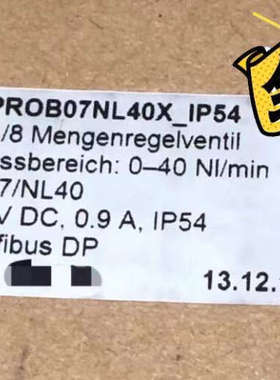 PROB07NL40X_IP54
/8 Mengenregelventil
ssbereich: 0–40 Nl/min
7/NL40
V DC, 0.9 A, IP54
fibus DP
13.12.